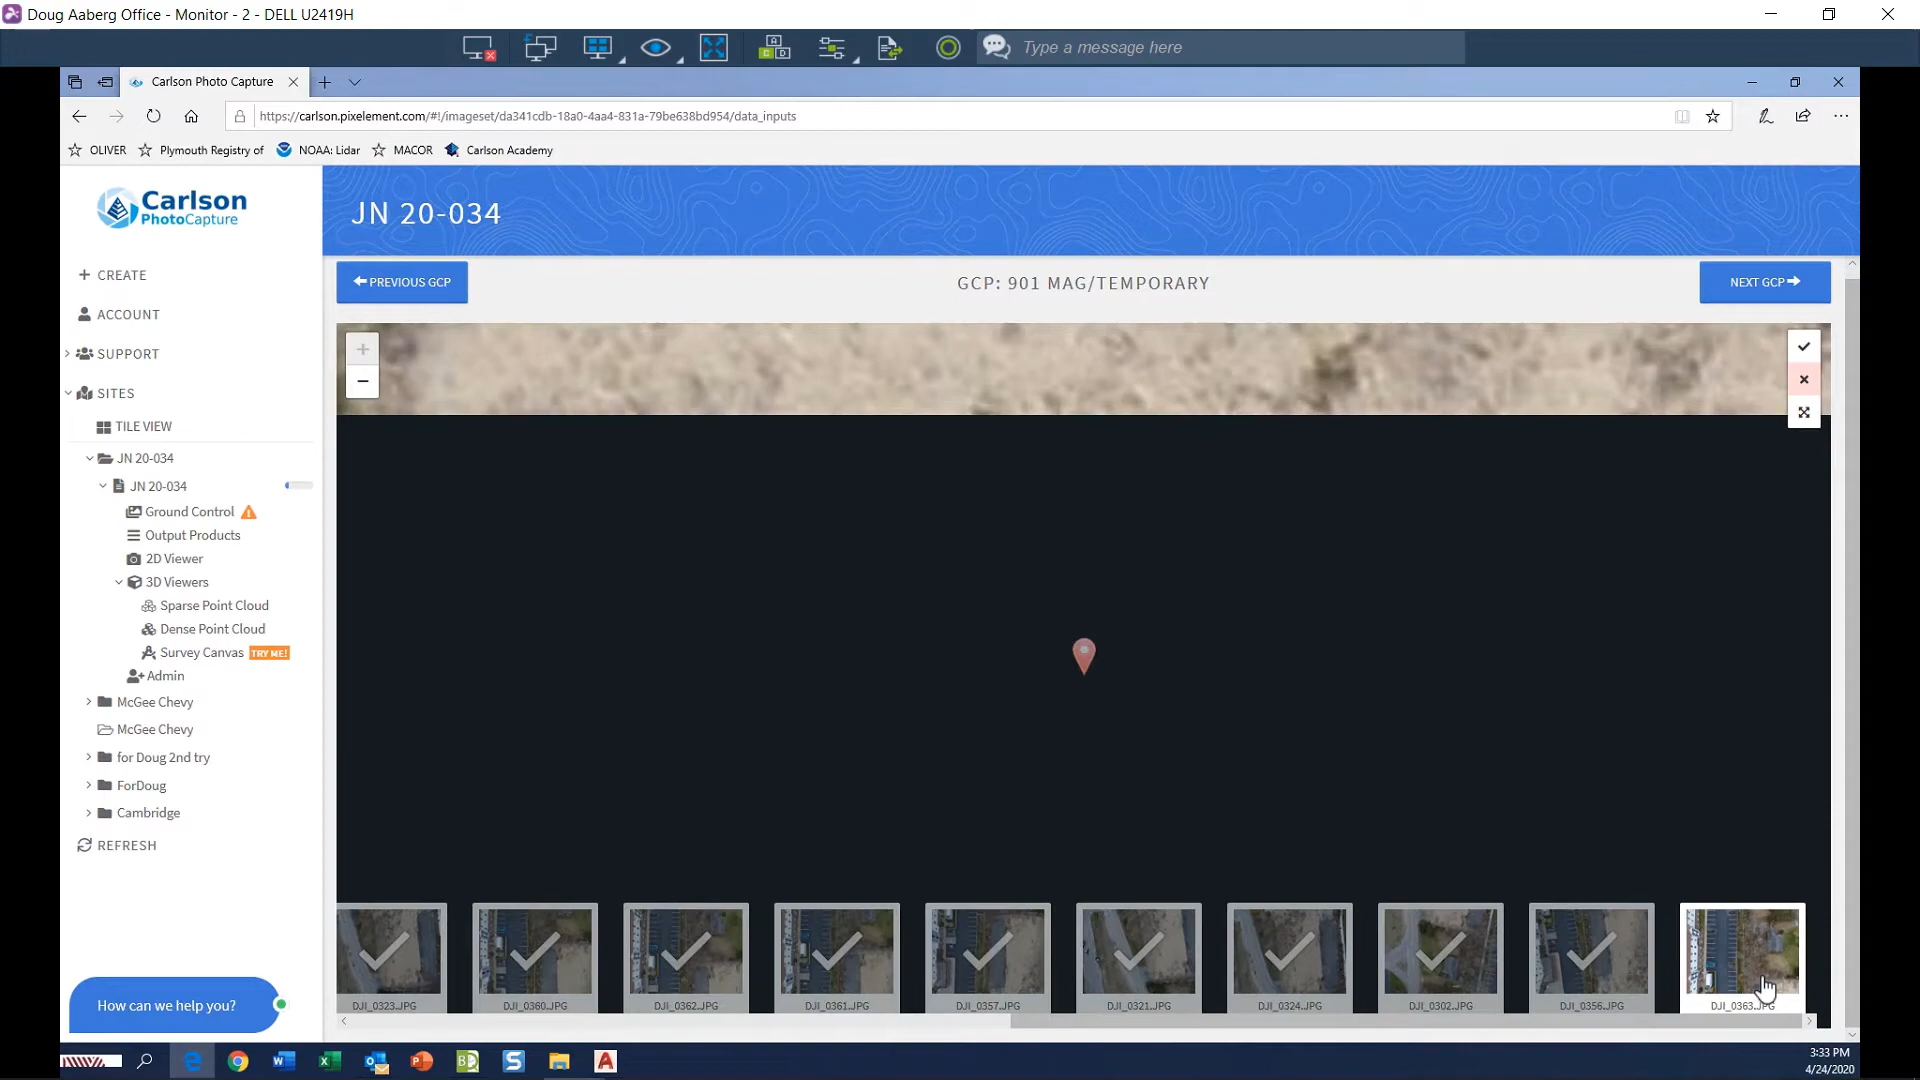 Doug Aaberg Office - Monitor - 2 - DELL U2419H
Type a message here
Carlson Photo Capture
https://carlson.pixelement.com/#!/imageset/da341cdb-18a0-4aa4-831a-79be638bd954/data_inputs
OLIVER Plymouth Registry of NOAA: Lidar MACOR Carlson Academy
Carlson
PhotoCapture
JN 20-034
PREVIOUS GCP
GCP: 901 MAG/TEMPORARY
NEXT GCP
CREATE
ACCOUNT
SUPPORT
SITES
TILE VIEW
JN 20-034
JN 20-034
Ground Control
Output Products
2D Viewer
3D Viewers
Sparse Point Cloud
Dense Point Cloud
Survey Canvas TRY ME!
Admin
McGee Chevy
McGee Chevy
for Doug 2nd try
ForDoug
Cambridge
REFRESH
How can we help you?
DJI_0323.JPG DJI_0360.JPG DJI_0362.JPG DJI_0361.JPG DJI_0357.JPG DJI_0321.JPG DJI_0324.JPG DJI_0302.JPG DJI_0356.JPG DJI_0363.JPG
3:33 PM
4/24/2020